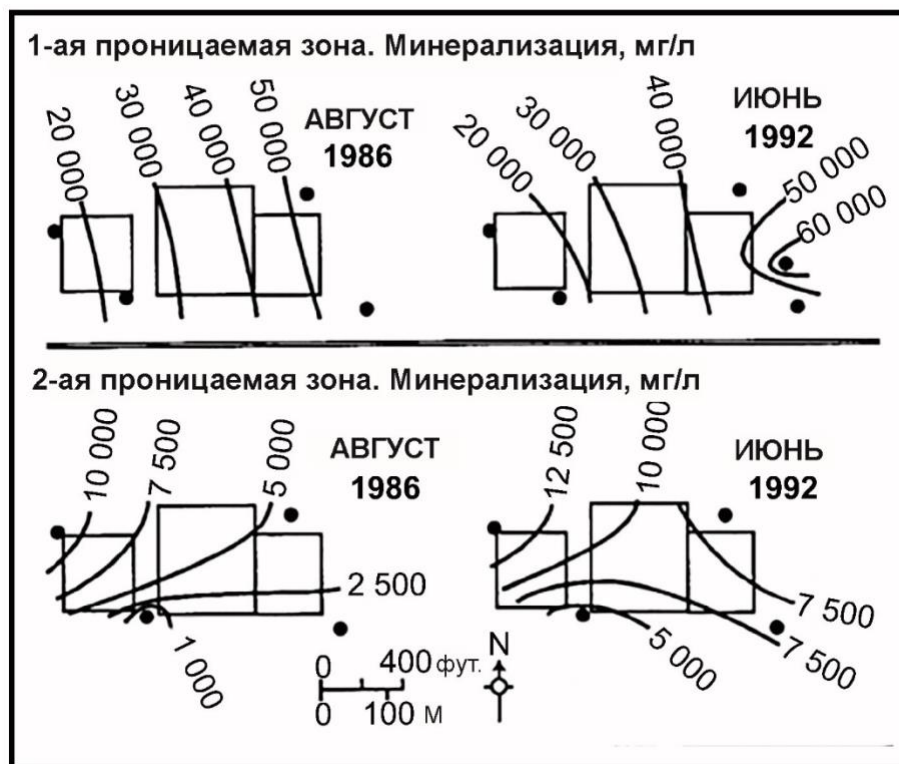 1-ая проницаемая зона. Минерализация, мг/л
20 000
30 000
40 000
50 000
АВГУСТ
1986
20 000
30 000
40 000
50 000
60 000
ИЮНЬ
1992
2-ая проницаемая зона. Минерализация, мг/л
10 000
7 500
5 000
2 500
1 000
АВГУСТ
1986
12 500
10 000
7 500
7 500
5 000
ИЮНЬ
1992
0 400 фут.
0 100 м
N